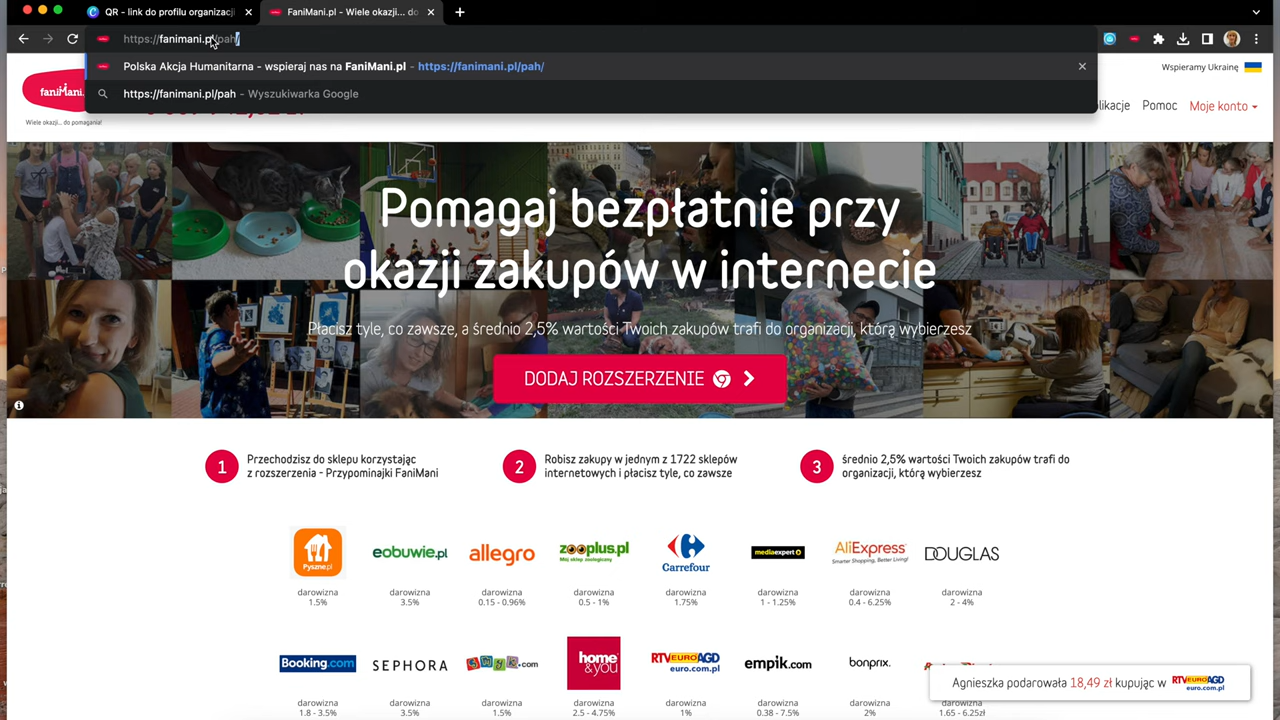 QR - link do profilu organizacji
FaniMani.pl - Wiele okazji... do
https://fanimani.pl/pah/
Polska Akcja Humanitarna - wspieraj nas na FaniMani.pl - https://fanimani.pl/pah/
https://fanimani.pl/pah - Wyszukiwarka Google
Wspieramy Ukrainę
faniMani.
Wiele okazji... do pomagania!
likacje
Pomoc
Moje konto
Pomagaj bezpłatnie przy
okazji zakupów w internecie
Płacisz tyle, co zawsze, a średnio 2,5% wartości Twoich zakupów trafi do organizacji, którą wybierzesz
DODAJ ROZSZERZENIE
1 Przechodzisz do sklepu korzystając
z rozszerzenia - Przypominajki FaniMani
2 Robisz zakupy w jednym z 1722 sklepów
internetowych i płacisz tyle, co zawsze
3 średnio 2,5% wartości Twoich zakupów trafi do
organizacji, którą wybierzesz
Pyszne.pl
eobuwie.pl
allegro
zooplus.pl
Mój sklep zoologiczny
Carrefour
mediaexpert
AliExpress
Smarter Shopping, Better Living!
DOUGLAS
darowizna darowizna darowizna darowizna darowizna darowizna darowizna darowizna
1.5% 3.5% 0.15 - 0.96% 0.5 - 1% 1.75% 1 - 1.25% 0.4 - 6.25% 2 - 4%
Booking.com
SEPHORA
smyk.com
home
&you
RTV EURO AGD
euro.com.pl
empik.com
bonprix.
Agnieszka podarowała 18,49 zł kupując w RTV EURO AGD
euro.com.pl
darowizna darowizna darowizna darowizna darowizna darowizna darowizna darowizna
1.8 - 3.5% 3.5% 1.5% 2.5 - 4.75% 1% 0.38 - 7.5% 2% 1.65 - 6.25zł